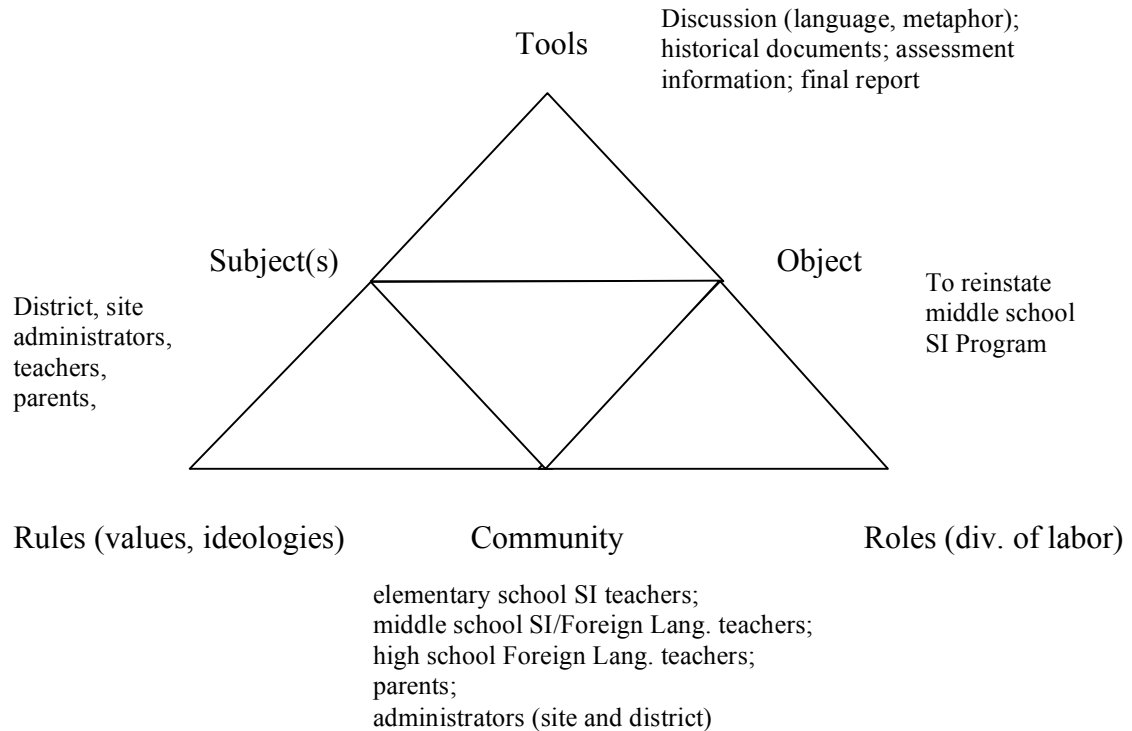 Tools
Discussion (language, metaphor);
historical documents; assessment
information; final report
Subject(s)
Object
District, site
administrators,
teachers,
parents,
To reinstate
middle school
SI Program
Rules (values, ideologies)
Community
Roles (div. of labor)
elementary school SI teachers;
middle school SI/Foreign Lang. teachers;
high school Foreign Lang. teachers;
parents;
administrators (site and district)